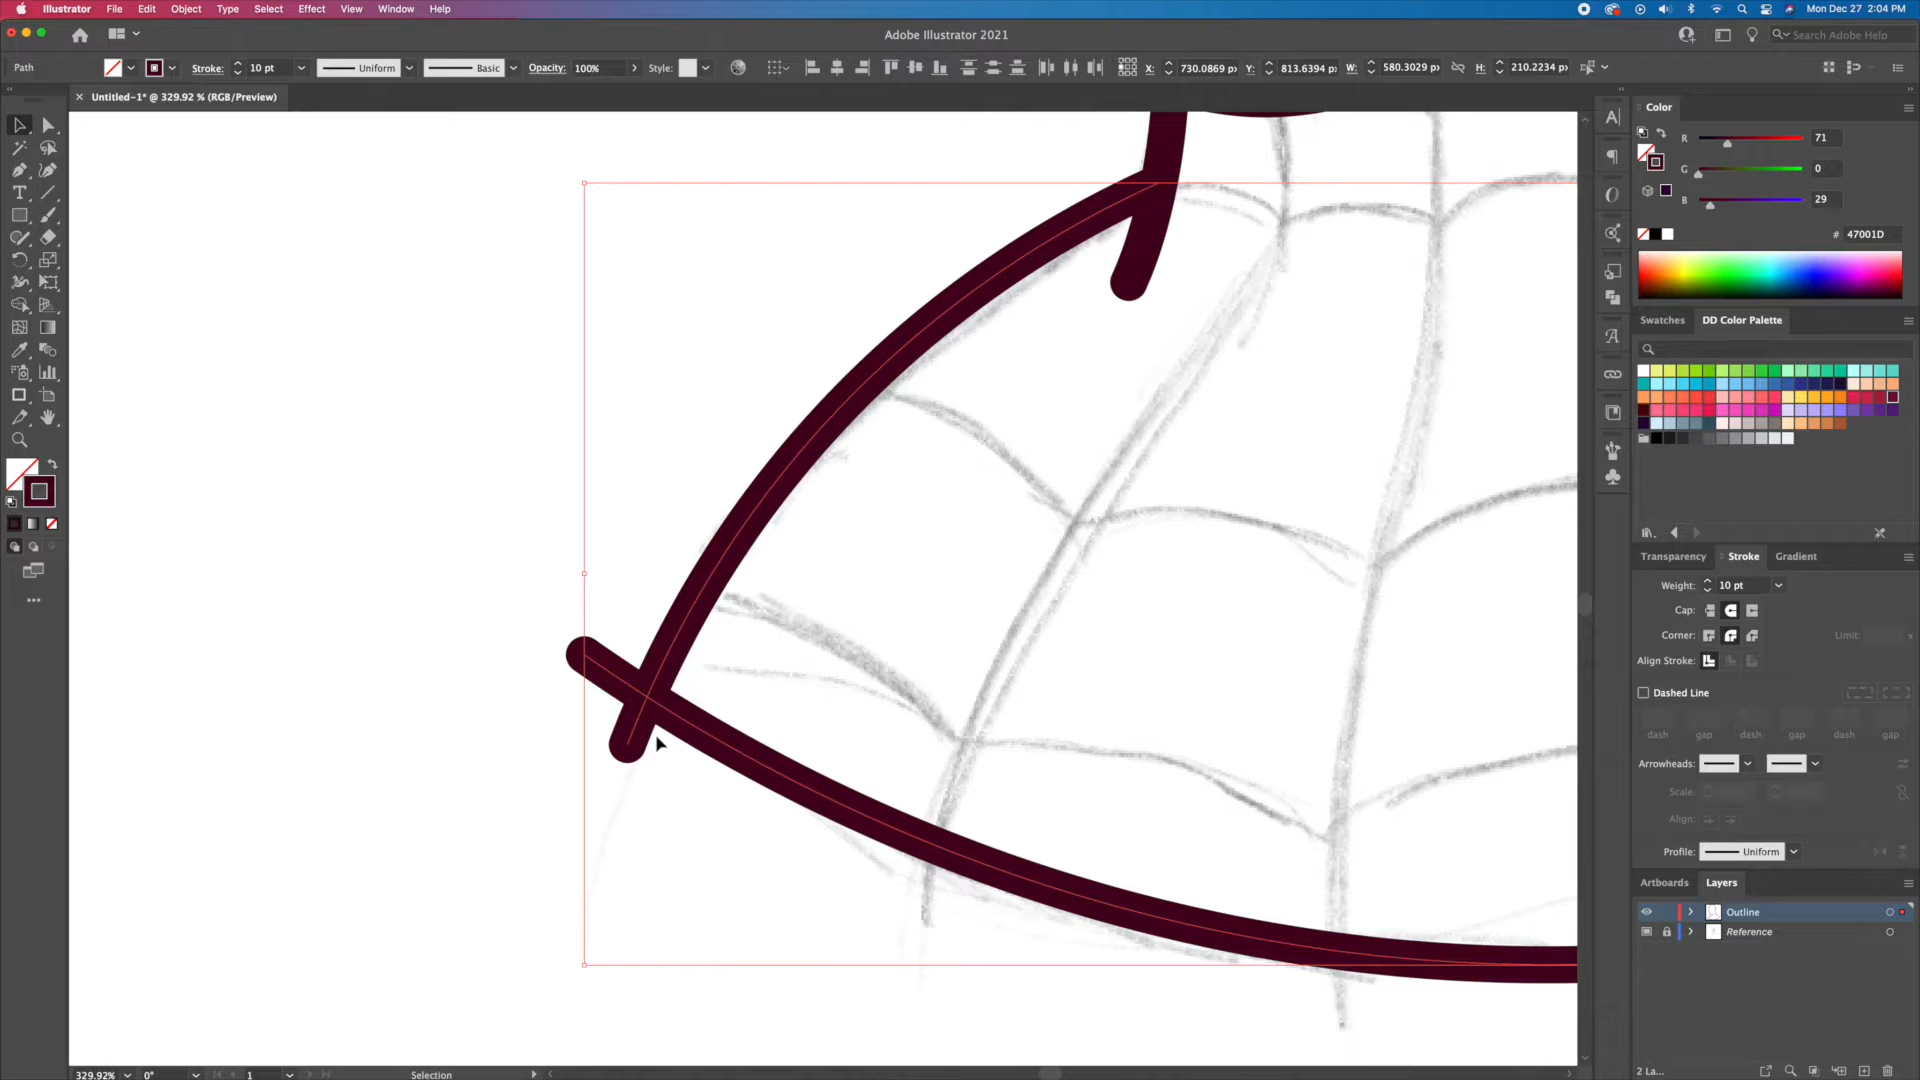 Illustrator File Edit Object Type Select Effect View Window Help
Mon Dec 27 2:04 PM
Adobe Illustrator 2021
Search Adobe Help
Path
Stroke: 10 pt
Uniform
Basic
Opacity: 100%
Style:
X: 730.0869 px
Y: 813.6394 px
W: 580.3029 px
H: 210.2234 px
× Untitled-1* @ 329.92 % (RGB/Preview)
Color
R 71
G 0
B 29
# 47001D
Swatches DD Color Palette
Transparency Stroke Gradient
Weight: 10 pt
Cap:
Corner: Limit: x
Align Stroke:
Dashed Line
dash gap dash gap dash gap
Arrowheads:
Scale:
Align:
Profile: Uniform
Artboards Layers
Outline
Reference
2 La...
329.92% 0° 1 Selection